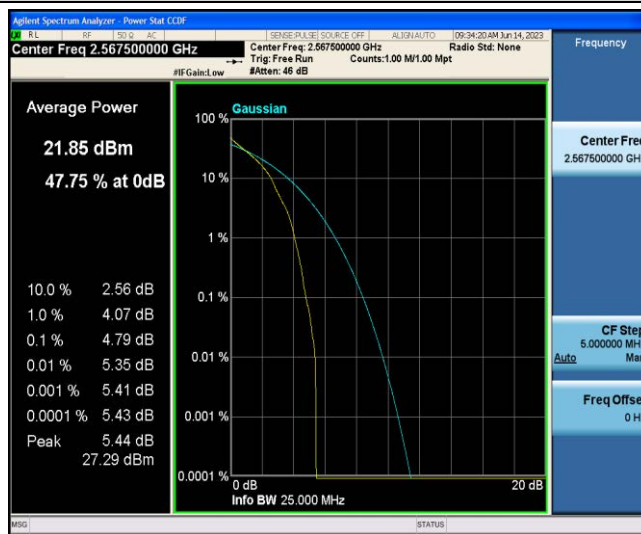 Agilent Spectrum Analyzer - Power Stat CCDF
RL RF 50 Ω AC SENSE:PULSE SOURCE OFF ALIGNAUTO 09:34:20 AM Jun 14, 2023
Center Freq 2.567500000 GHz
Center Freq: 2.567500000 GHz Radio Std: None
Trig: Free Run Counts:1.00 M/1.00 Mpt
#IFGain:Low #Atten: 46 dB
Frequency
Average Power
21.85 dBm
47.75 % at 0dB
10.0 % 2.56 dB
1.0 % 4.07 dB
0.1 % 4.79 dB
0.01 % 5.35 dB
0.001 % 5.41 dB
0.0001 % 5.43 dB
Peak 5.44 dB
27.29 dBm
Gaussian
100 %
10 %
1 %
0.1 %
0.01 %
0.001 %
0.0001 %
0 dB 20 dB
Info BW 25.000 MHz
Center Freq
2.567500000 GH
CF Step
5.000000 MH
Auto Ma
Freq Offse
0 H
MSG STATUS